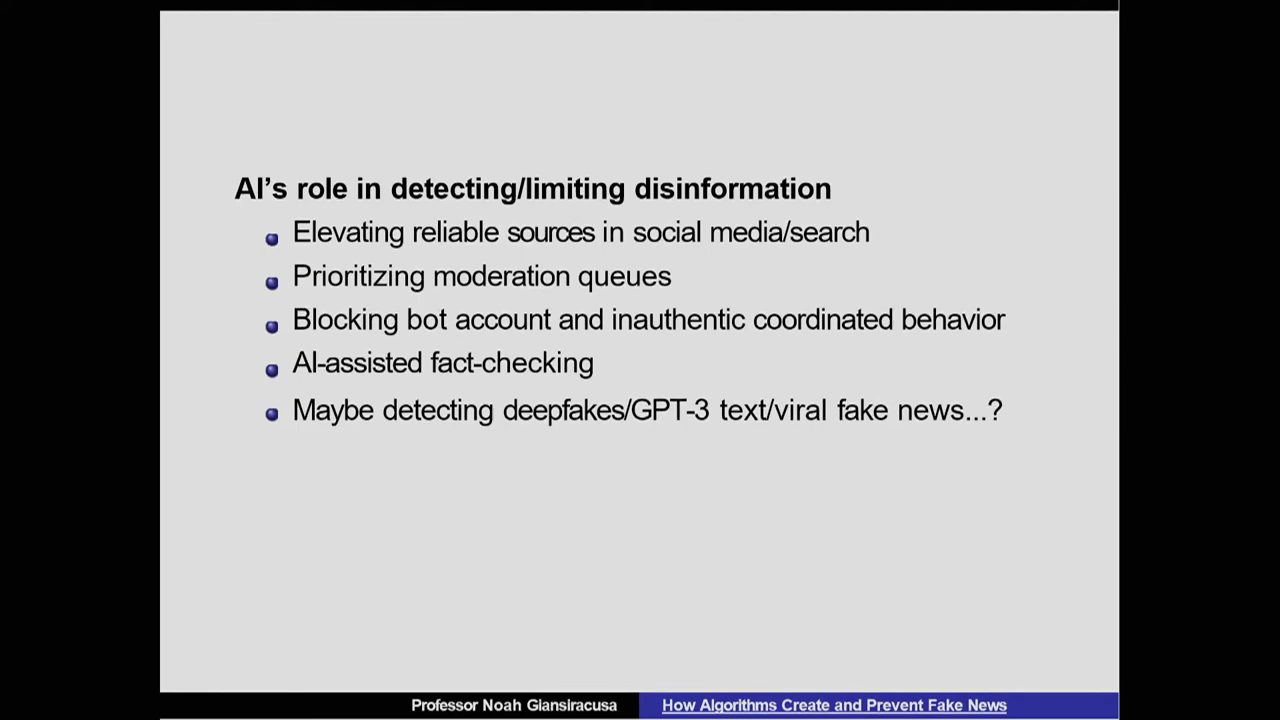 AI’s role in detecting/limiting disinformation
Elevating reliable sources in social media/search
Prioritizing moderation queues
Blocking bot account and inauthentic coordinated behavior
AI-assisted fact-checking
Maybe detecting deepfakes/GPT-3 text/viral fake news...?
Professor Noah Giansiracusa
How Algorithms Create and Prevent Fake News